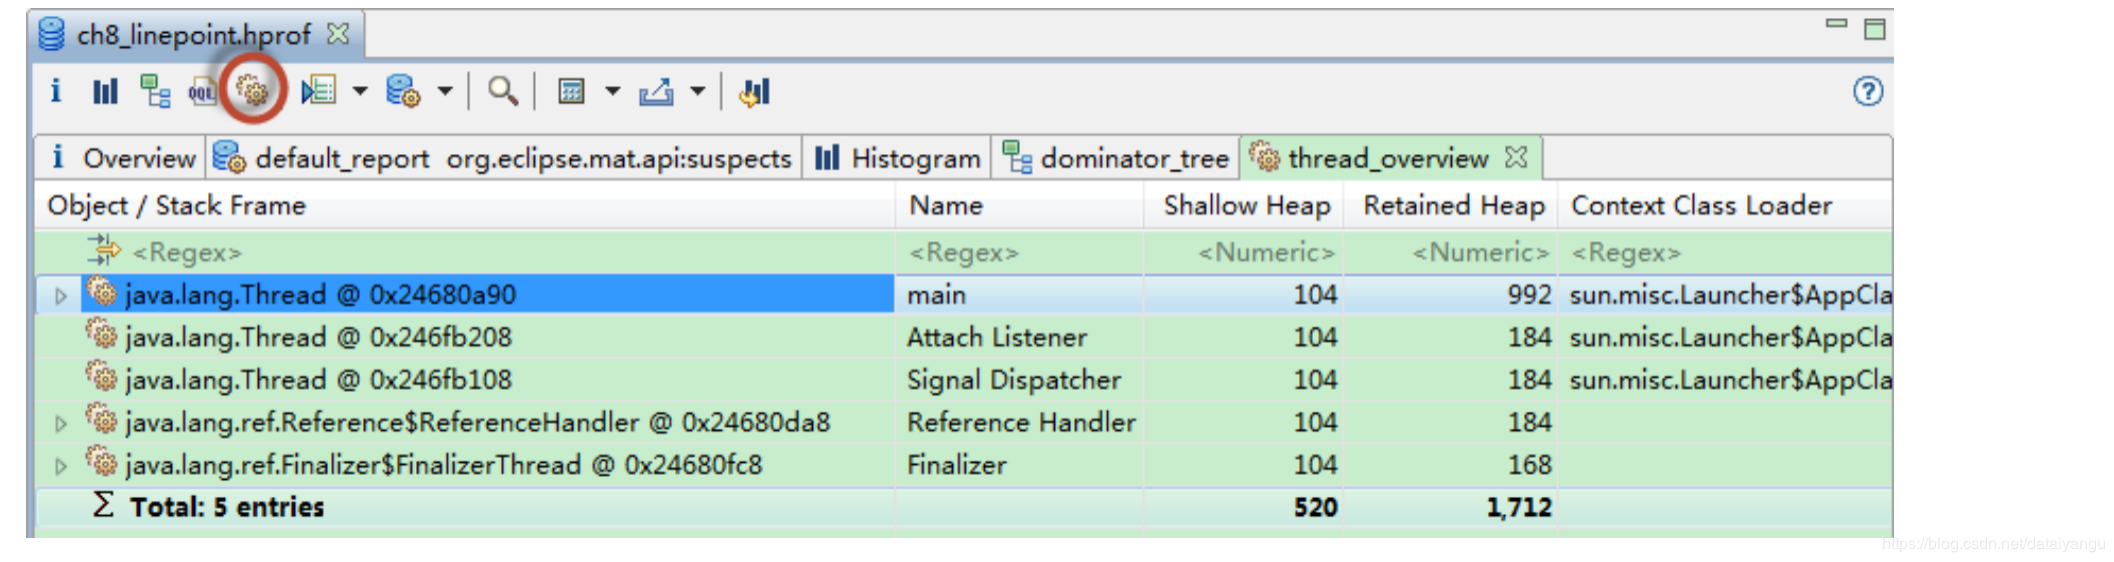 ch8_linepoint.hprof
i OQL
i Overview default_report org.eclipse.mat.api:suspects Histogram dominator_tree thread_overview
Object / Stack Frame Name Shallow Heap Retained Heap Context Class Loader
<Regex> <Regex> <Numeric> <Numeric> <Regex>
java.lang.Thread @ 0x24680a90 main 104 992 sun.misc.Launcher$AppCla
java.lang.Thread @ 0x246fb208 Attach Listener 104 184 sun.misc.Launcher$AppCla
java.lang.Thread @ 0x246fb108 Signal Dispatcher 104 184 sun.misc.Launcher$AppCla
java.lang.ref.Reference$ReferenceHandler @ 0x24680da8 Reference Handler 104 184
java.lang.ref.Finalizer$FinalizerThread @ 0x24680fc8 Finalizer 104 168
Σ Total: 5 entries 520 1,712
https://blog.csdn.net/dataiyangu